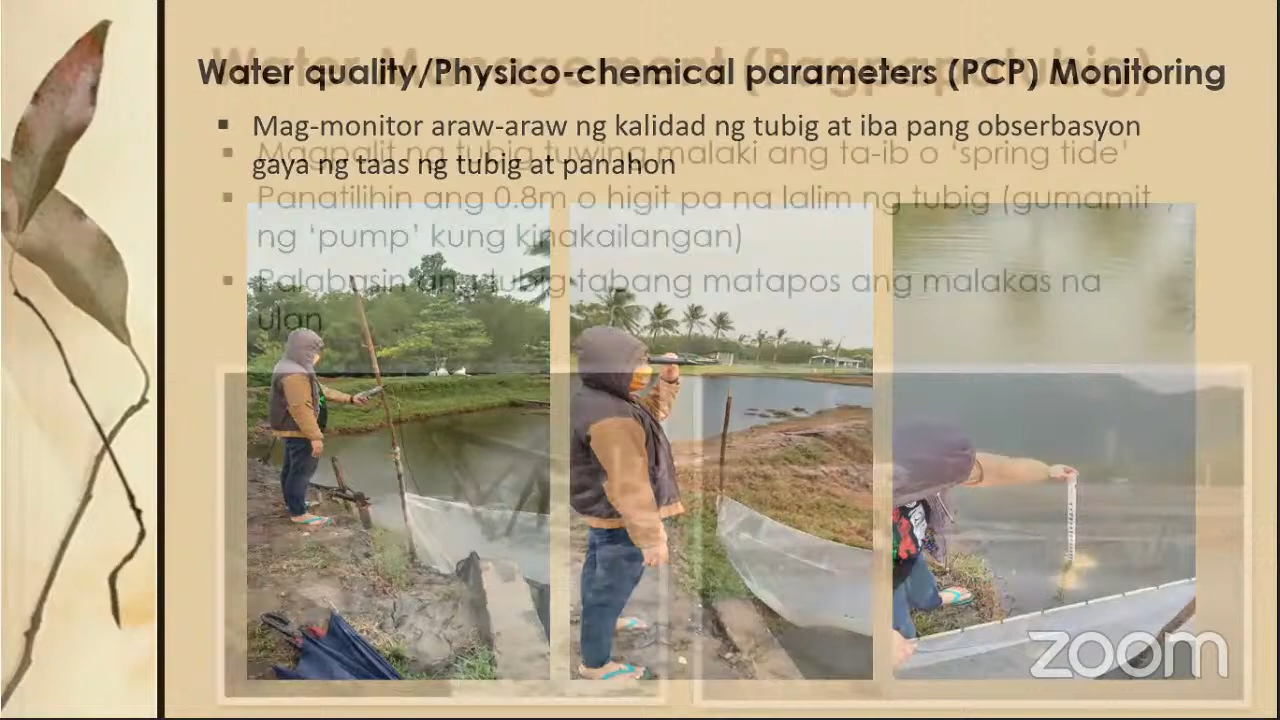 Water Management (Pagpapatubig)
Water quality/Physico-chemical parameters (PCP) Monitoring
▪ Mag-monitor araw-araw ng kalidad ng tubig at iba pang obserbasyon
gaya ng taas ng tubig at panahon
▪ Magpalit ng tubig tuwing malaki ang ta-ib o ‘spring tide’
▪ Panatilihin ang 0.8m o higit pa na lalim ng tubig (gumamit
ng ‘pump’ kung kinakailangan)
▪ Palabasin ang tubig-tabang matapos ang malakas na
ulan
zoom